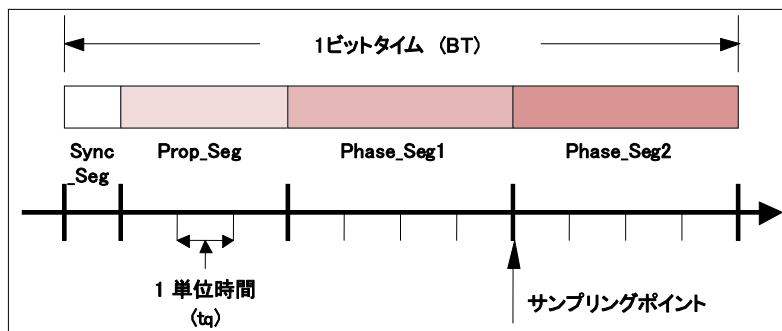 1ビットタイム (BT)
Sync
_Seg
Prop_Seg
Phase_Seg1
Phase_Seg2
1 単位時間
(tq)
サンプリングポイント